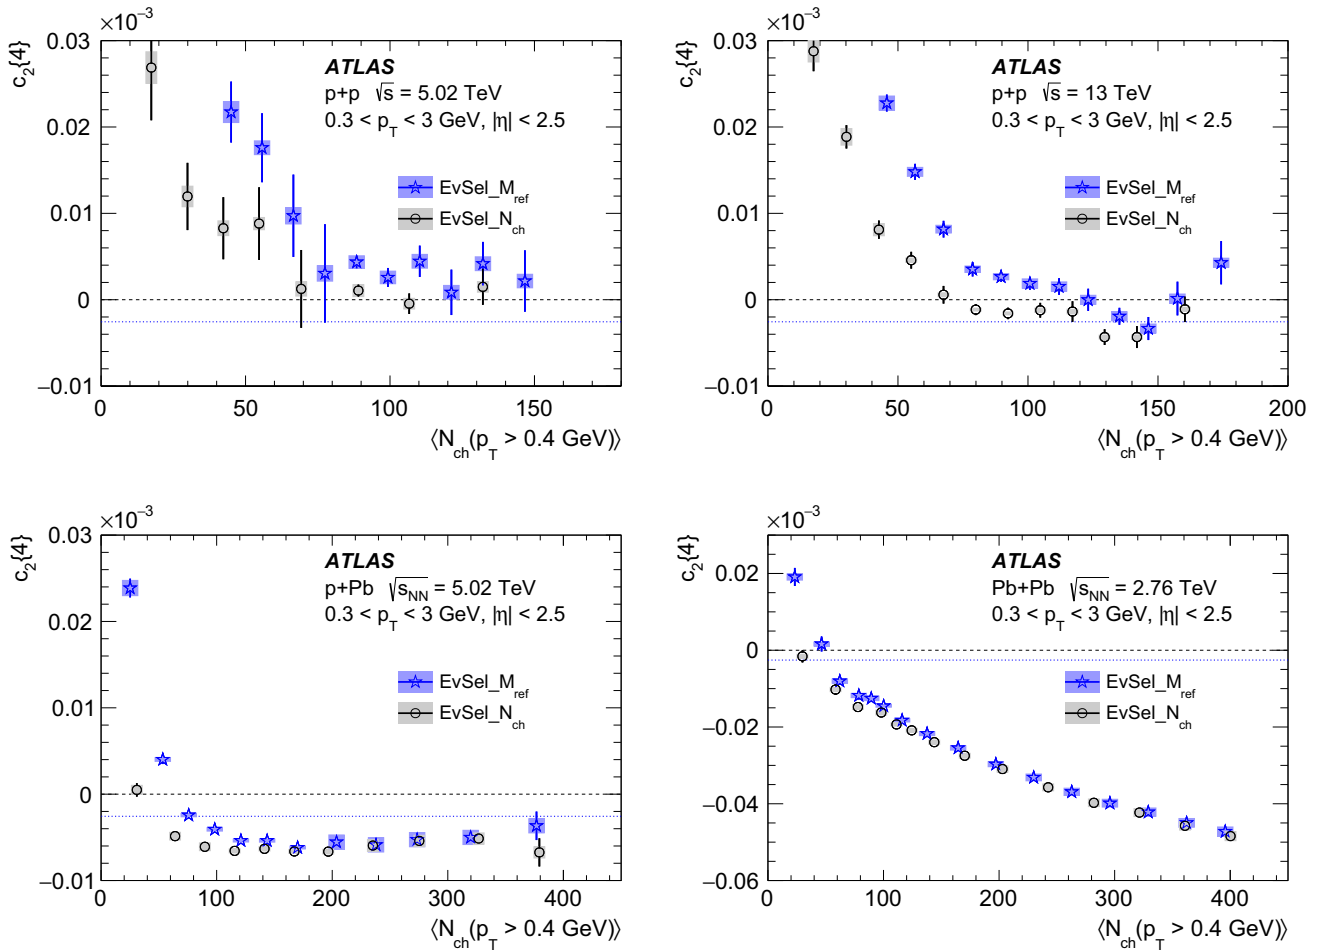 ×10⁻³
c₂{4}
0.03
0.02
0.01
0
−0.01
ATLAS
p+p √s = 5.02 TeV
0.3 < p_T < 3 GeV, |η| < 2.5
EvSel_M_ref
EvSel_N_ch
0 50 100 150
⟨N_ch(p_T > 0.4 GeV)⟩
×10⁻³
c₂{4}
0.03
0.02
0.01
0
−0.01
ATLAS
p+p √s = 13 TeV
0.3 < p_T < 3 GeV, |η| < 2.5
EvSel_M_ref
EvSel_N_ch
0 50 100 150 200
⟨N_ch(p_T > 0.4 GeV)⟩
×10⁻³
c₂{4}
0.03
0.02
0.01
0
−0.01
ATLAS
p+Pb √s_NN = 5.02 TeV
0.3 < p_T < 3 GeV, |η| < 2.5
EvSel_M_ref
EvSel_N_ch
0 100 200 300 400
⟨N_ch(p_T > 0.4 GeV)⟩
×10⁻³
c₂{4}
0.02
0
−0.02
−0.04
−0.06
ATLAS
Pb+Pb √s_NN = 2.76 TeV
0.3 < p_T < 3 GeV, |η| < 2.5
EvSel_M_ref
EvSel_N_ch
0 100 200 300 400
⟨N_ch(p_T > 0.4 GeV)⟩